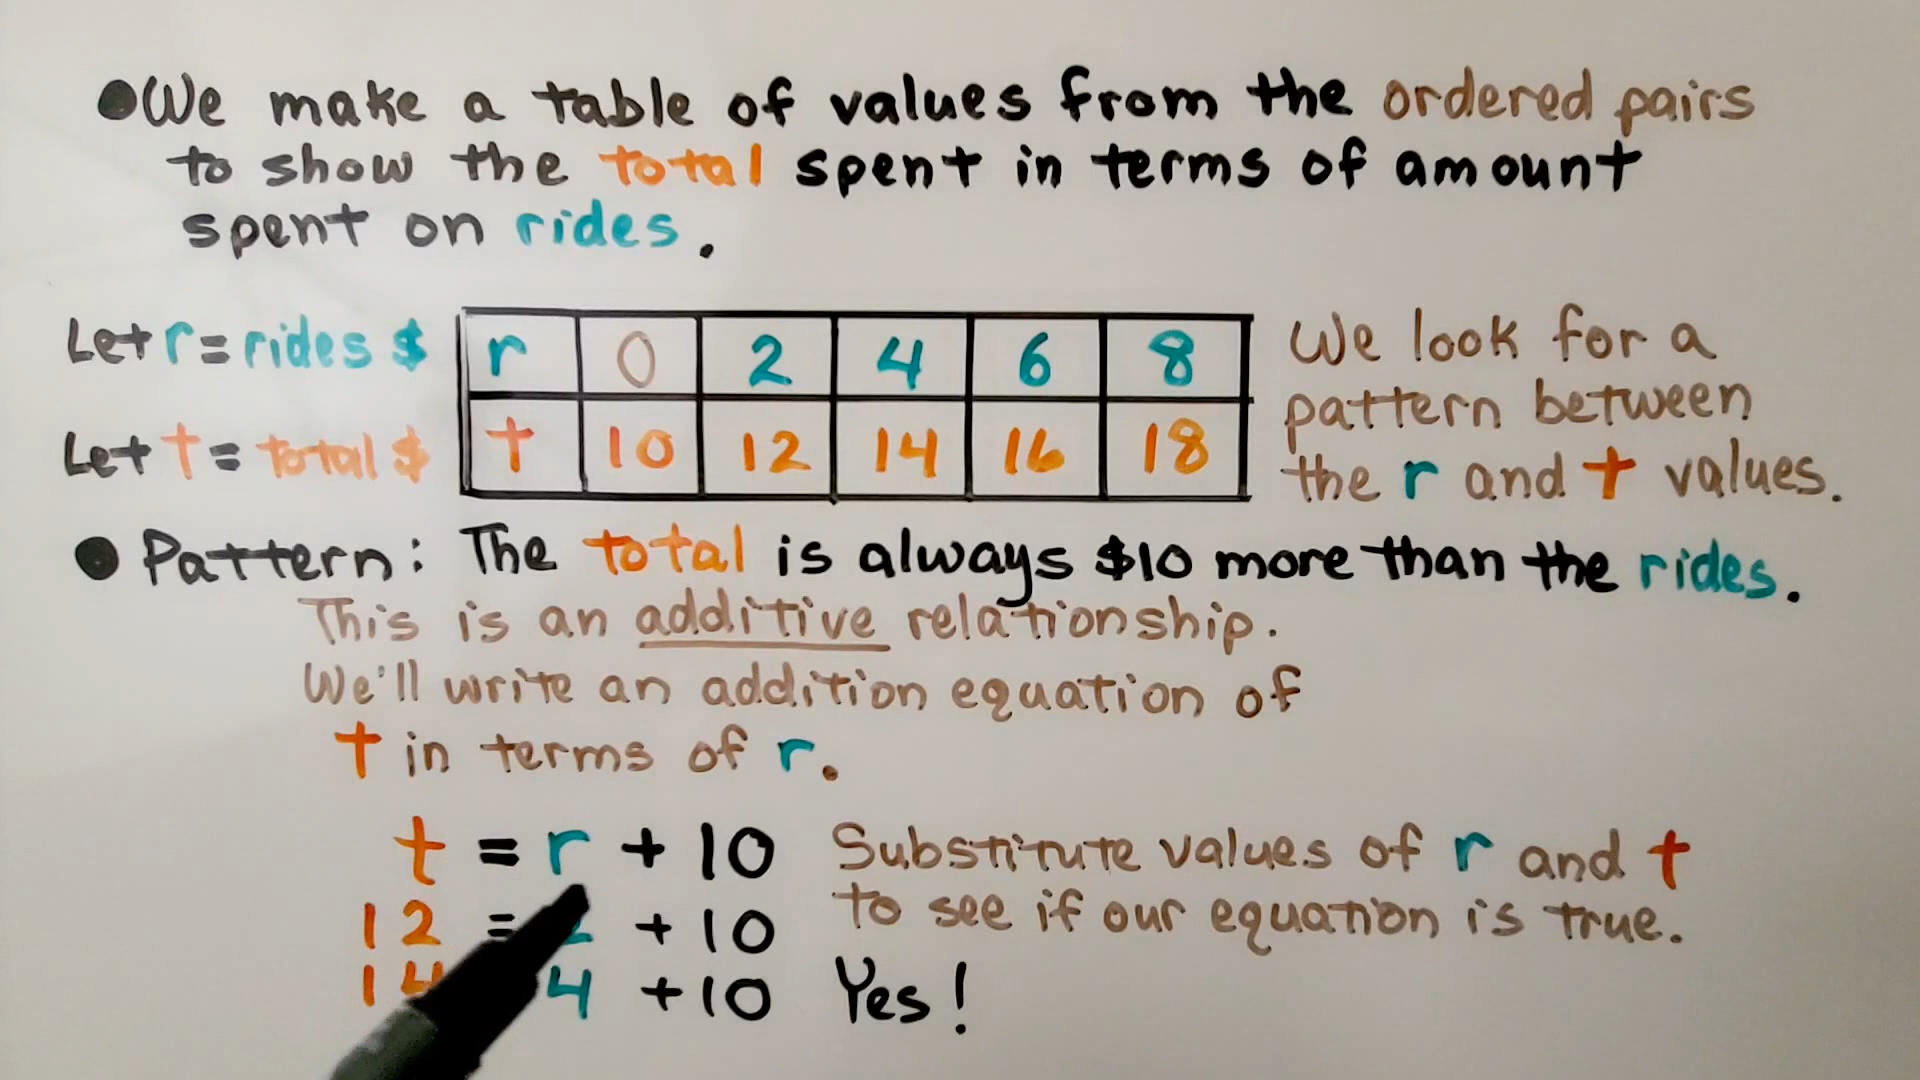 ●We make a table of values from the ordered pairs
to show the total spent in terms of amount
spent on rides.
Let r = rides $
Let t = total $
r 0 2 4 6 8
t 10 12 14 16 18
We look for a
pattern between
the r and t values.
● Pattern: The total is always $10 more than the rides.
This is an additive relationship.
We'll write an addition equation of
t in terms of r.
t = r + 10
12 = 2 + 10
14 4 + 10
Substitute values of r and t
to see if our equation is true.
Yes!